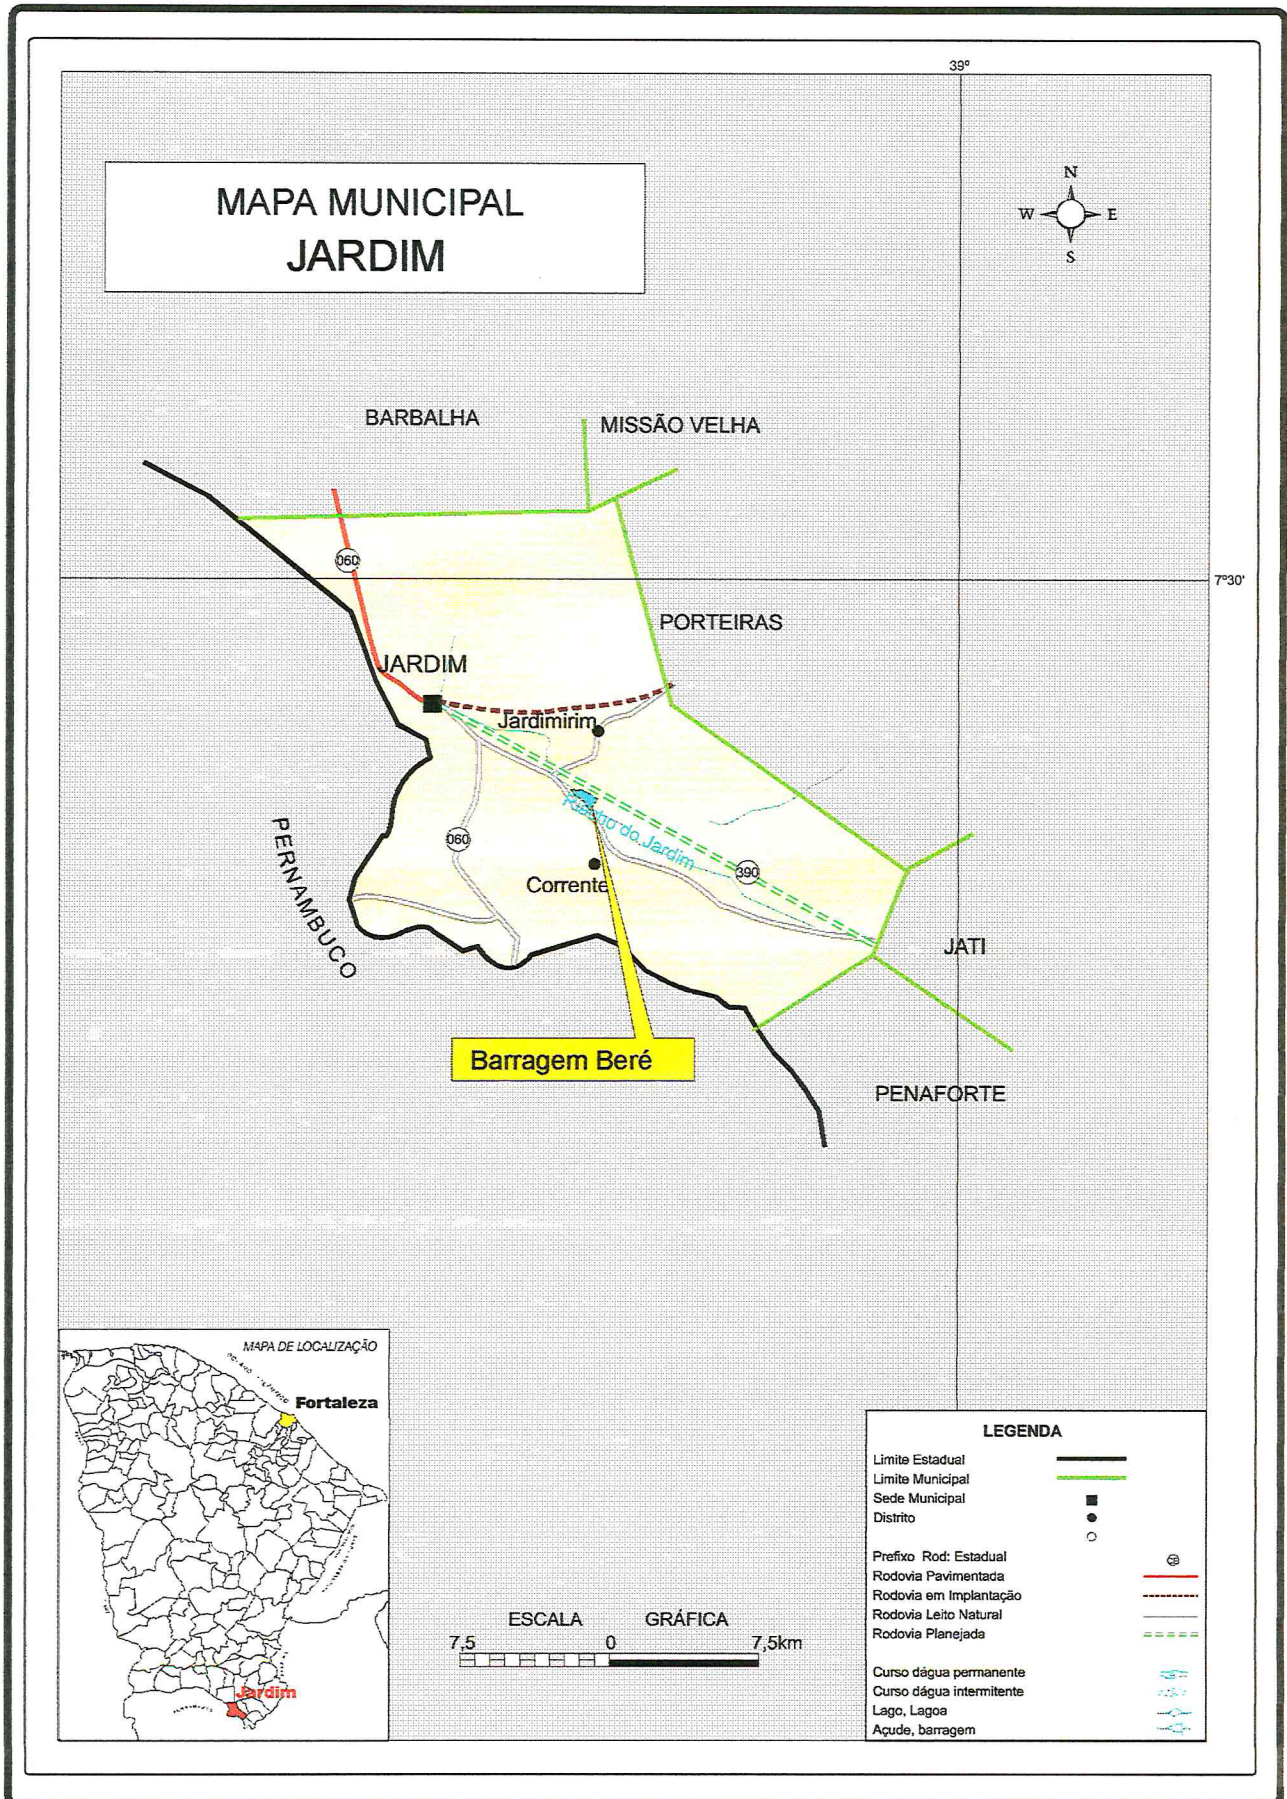 39º
MAPA MUNICIPAL
JARDIM
N
W E
S
BARBALHA
MISSÃO VELHA
060
7º30'
PORTEIRAS
JARDIM
Jardimirim
Riacho do Jardim
060
390
PERNAMBUCO
Corrente
JATI
Barragem Beré
PENAFORTE
MAPA DE LOCALIZAÇÃO
Fortaleza
Jardim
ESCALA GRÁFICA
7,5 0 7,5km
LEGENDA
Limite Estadual
Limite Municipal
Sede Municipal
Distrito
Prefixo Rod: Estadual
Rodovia Pavimentada
Rodovia em Implantação
Rodovia Leito Natural
Rodovia Planejada
Curso dágua permanente
Curso dágua intermitente
Lago, Lagoa
Açude, barragem